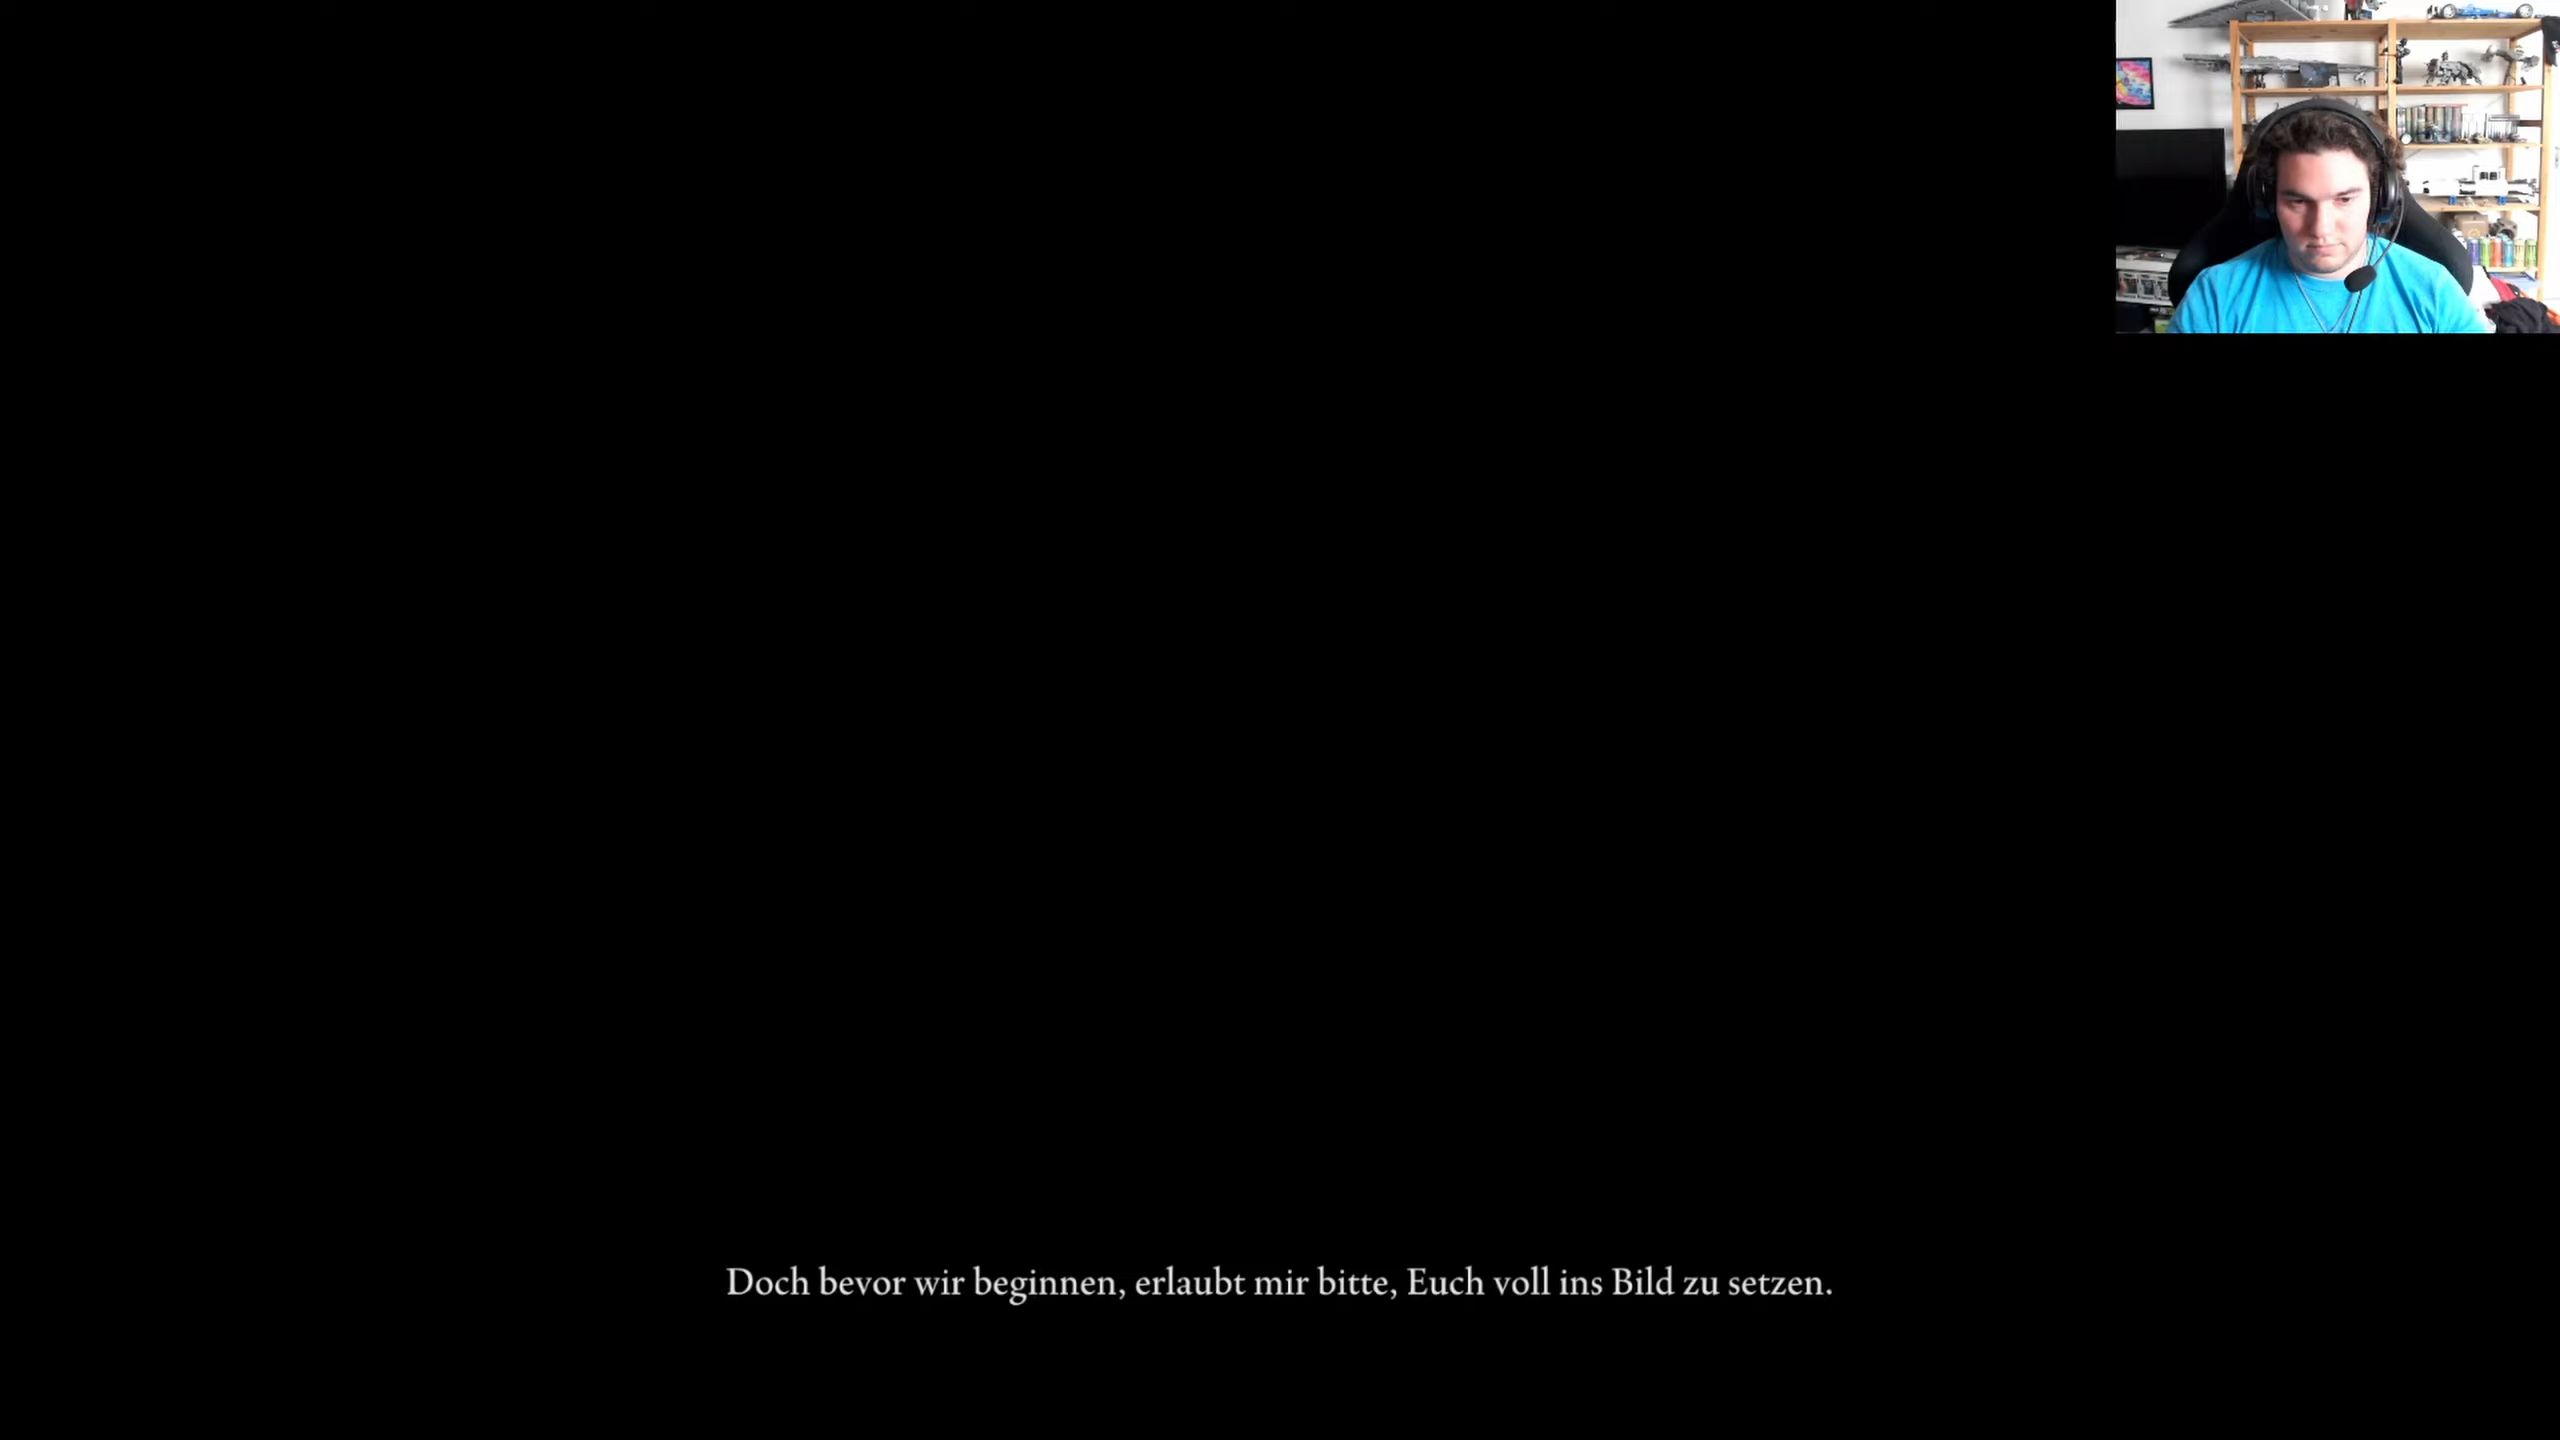 Doch bevor wir beginnen, erlaubt mir bitte, Euch voll ins Bild zu setzen.